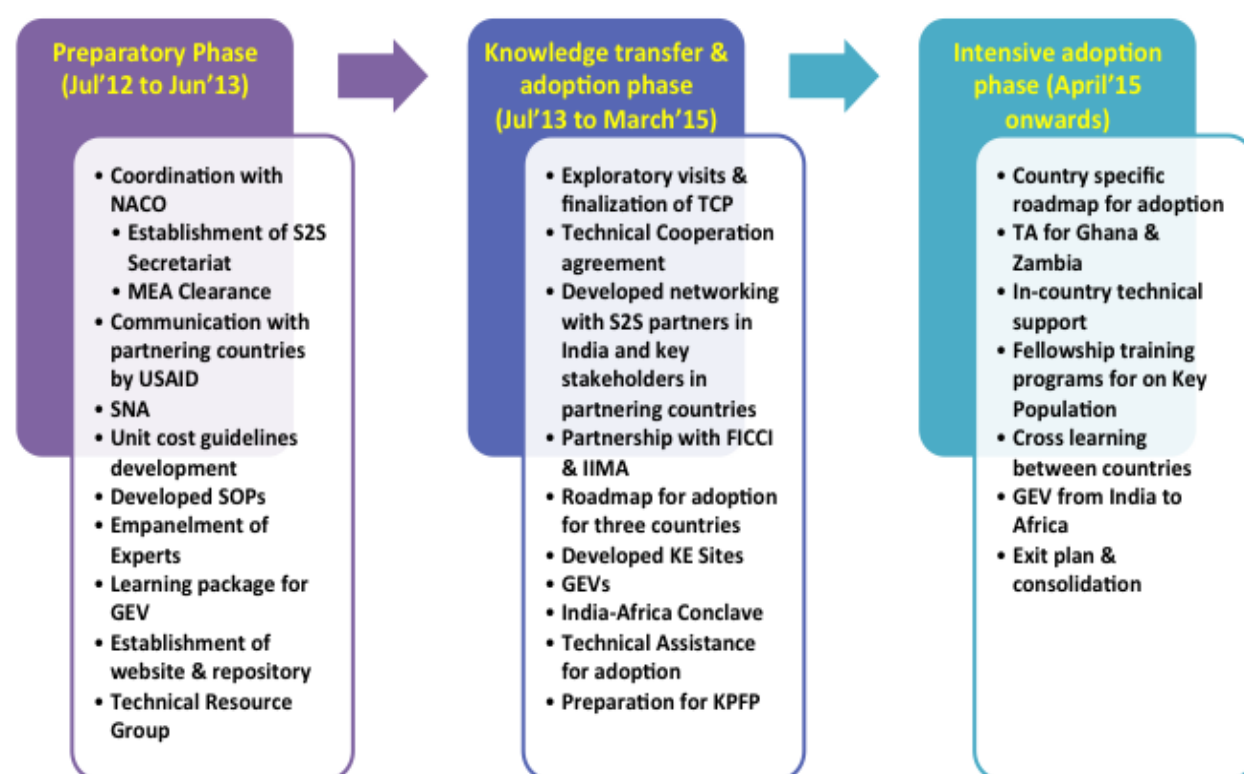 Preparatory Phase
(Jul’12 to Jun’13)
• Coordination with
NACO
• Establishment of S2S
Secretariat
• MEA Clearance
• Communication with
partnering countries
by USAID
• SNA
• Unit cost guidelines
development
• Developed SOPs
• Empanelment of
Experts
• Learning package for
GEV
• Establishment of
website & repository
• Technical Resource
Group
Knowledge transfer &
adoption phase
(Jul’13 to March’15)
• Exploratory visits &
finalization of TCP
• Technical Cooperation
agreement
• Developed networking
with S2S partners in
India and key
stakeholders in
partnering countries
• Partnership with FICCI
& IIMA
• Roadmap for adoption
for three countries
• Developed KE Sites
• GEVs
• India-Africa Conclave
• Technical Assistance
for adoption
• Preparation for KPFP
Intensive adoption
phase (April’15
onwards)
• Country specific
roadmap for adoption
• TA for Ghana &
Zambia
• In-country technical
support
• Fellowship training
programs for on Key
Population
• Cross learning
between countries
• GEV from India to
Africa
• Exit plan &
consolidation